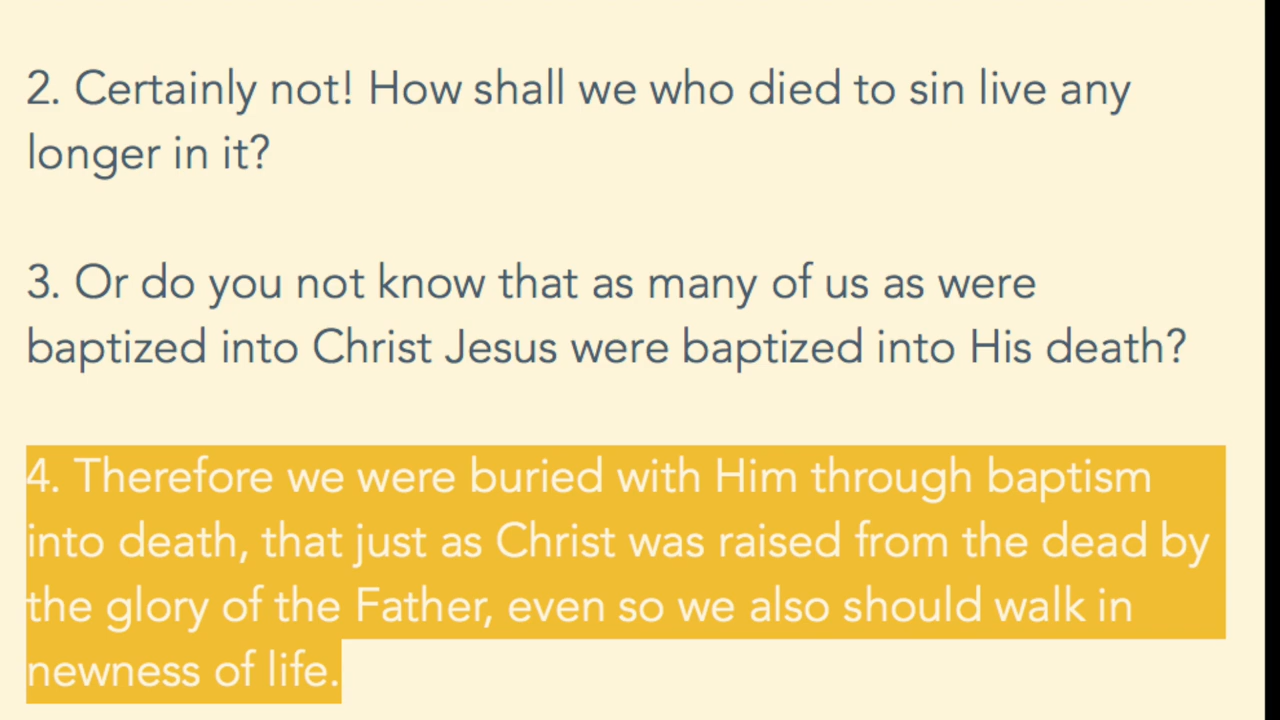 2. Certainly not! How shall we who died to sin live any
longer in it?
3. Or do you not know that as many of us as were
baptized into Christ Jesus were baptized into His death?
4. Therefore we were buried with Him through baptism
into death, that just as Christ was raised from the dead by
the glory of the Father, even so we also should walk in
newness of life.